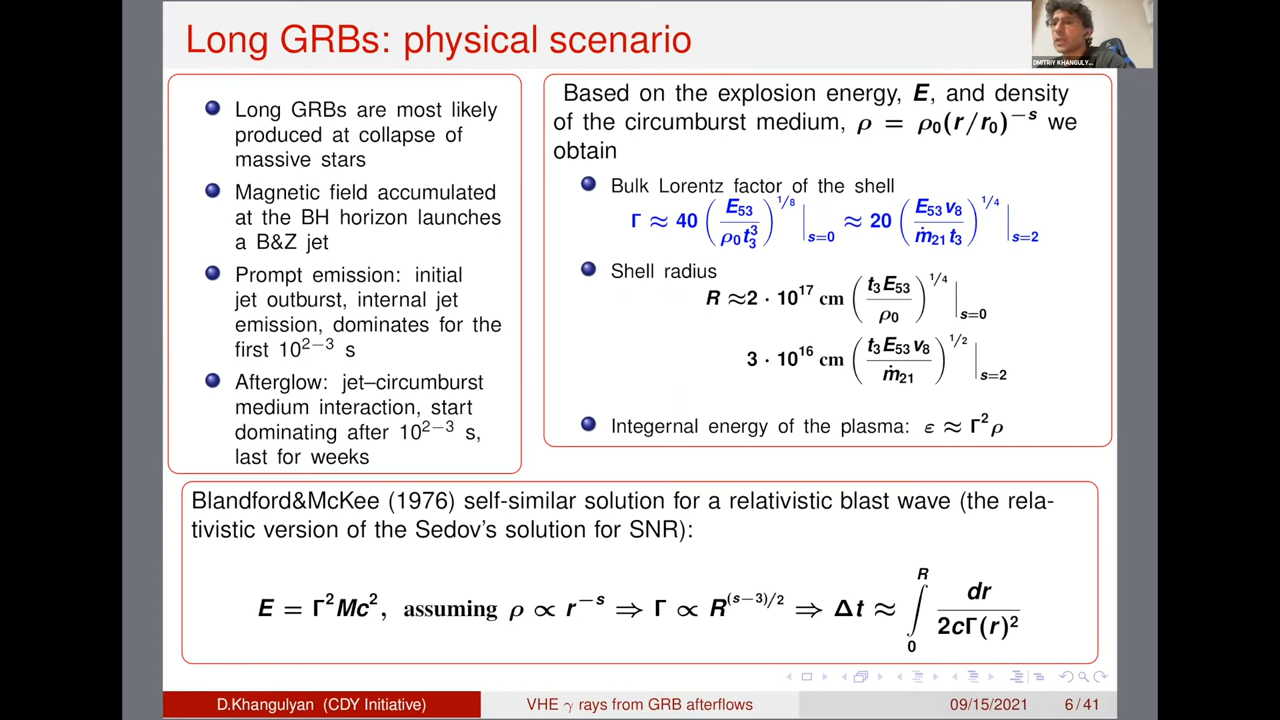 Long GRBs: physical scenario
DMITRIY KHANGULY...
Long GRBs are most likely
produced at collapse of
massive stars
Magnetic field accumulated
at the BH horizon launches
a B&Z jet
Prompt emission: initial
jet outburst, internal jet
emission, dominates for the
first 10^{2−3} s
Afterglow: jet–circumburst
medium interaction, start
dominating after 10^{2−3} s,
last for weeks
Based on the explosion energy, E, and density
of the circumburst medium, ρ = ρ₀(r/r₀)^{−s} we
obtain
Bulk Lorentz factor of the shell
Γ ≈ 40 (E₅₃/ρ₀t₃³)^{1/8} |_{s=0} ≈ 20 (E₅₃v₈/ṁ₂₁t₃)^{1/4} |_{s=2}
Shell radius
R ≈2 · 10^{17} cm (t₃E₅₃/ρ₀)^{1/4} |_{s=0}
3 · 10^{16} cm (t₃E₅₃v₈/ṁ₂₁)^{1/2} |_{s=2}
Integernal energy of the plasma: ε ≈ Γ²ρ
Blandford&McKee (1976) self-similar solution for a relativistic blast wave (the rela-
tivistic version of the Sedov's solution for SNR):
E = Γ²Mc², assuming ρ ∝ r^{−s} ⇒ Γ ∝ R^{(s−3)/2} ⇒ Δt ≈ ∫₀^R dr/2cΓ(r)²
D.Khangulyan (CDY Initiative) VHE γ rays from GRB afterflows 09/15/2021 6 / 41